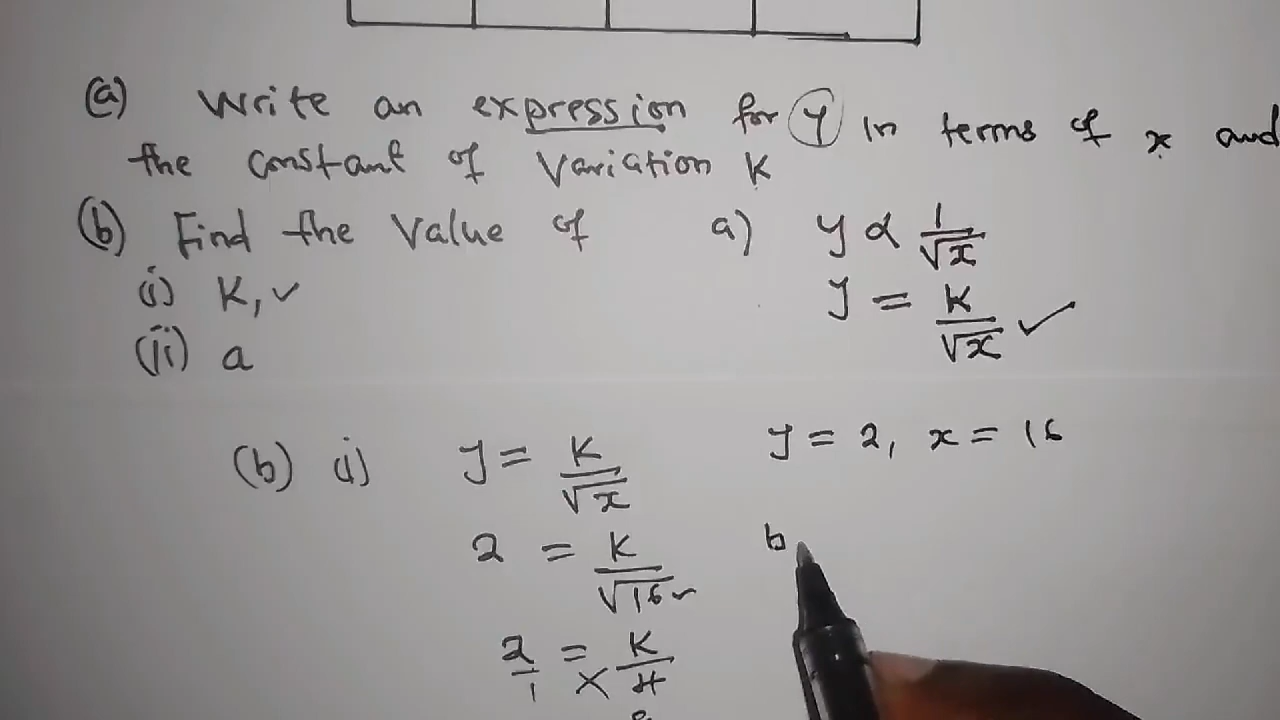 (a) Write an expression for y in terms of x and
the constant of variation K
(b) Find the value of
(i) K, ✓
(ii) a
a) y ∝ 1/√x
y = K/√x ✓
(b) i) y = K/√x
y = 2, x = 16
2 = K/√16
b
2/1 = K/4